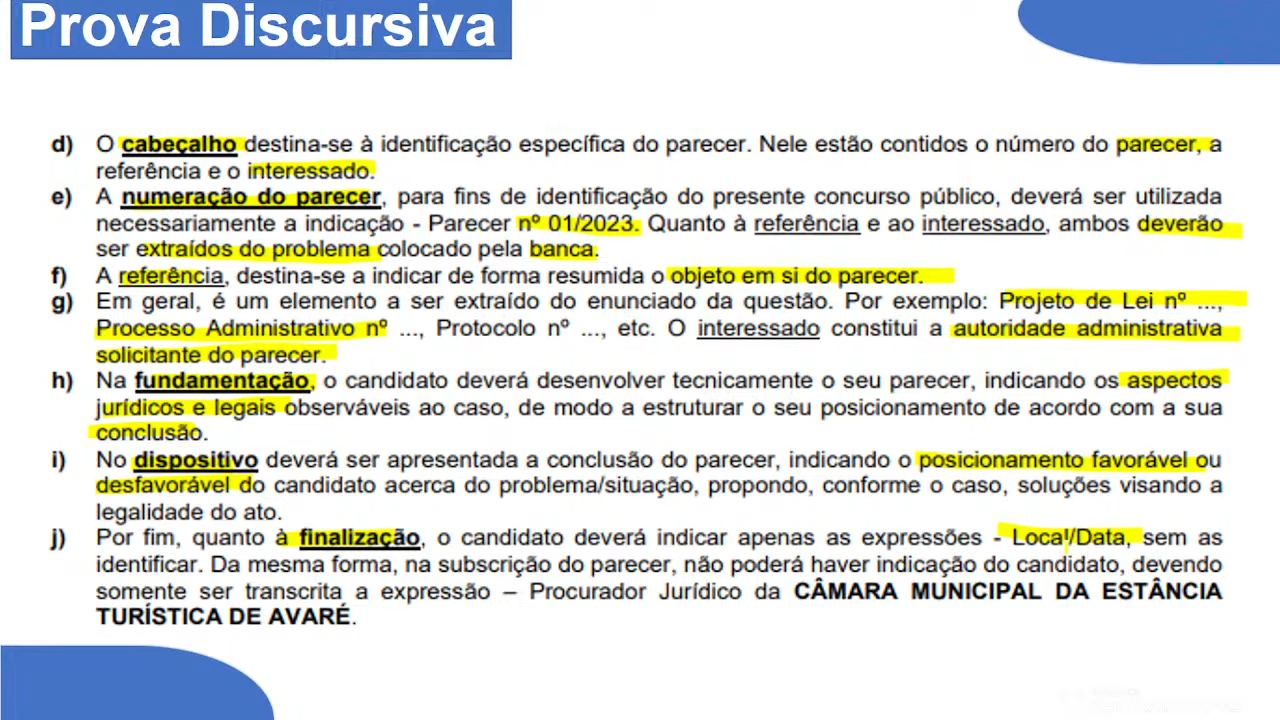 Prova Discursiva
d) O cabeçalho destina-se à identificação específica do parecer. Nele estão contidos o número do parecer, a
referência e o interessado.
e) A numeração do parecer, para fins de identificação do presente concurso público, deverá ser utilizada
necessariamente a indicação - Parecer nº 01/2023. Quanto à referência e ao interessado, ambos deverão
ser extraídos do problema colocado pela banca.
f) A referência, destina-se a indicar de forma resumida o objeto em si do parecer.
g) Em geral, é um elemento a ser extraído do enunciado da questão. Por exemplo: Projeto de Lei nº ...,
Processo Administrativo nº ..., Protocolo nº ..., etc. O interessado constitui a autoridade administrativa
solicitante do parecer.
h) Na fundamentação, o candidato deverá desenvolver tecnicamente o seu parecer, indicando os aspectos
jurídicos e legais observáveis ao caso, de modo a estruturar o seu posicionamento de acordo com a sua
conclusão.
i) No dispositivo deverá ser apresentada a conclusão do parecer, indicando o posicionamento favorável ou
desfavorável do candidato acerca do problema/situação, propondo, conforme o caso, soluções visando a
legalidade do ato.
j) Por fim, quanto à finalização, o candidato deverá indicar apenas as expressões - Local/Data, sem as
identificar. Da mesma forma, na subscrição do parecer, não poderá haver indicação do candidato, devendo
somente ser transcrita a expressão – Procurador Jurídico da CÂMARA MUNICIPAL DA ESTÂNCIA
TURÍSTICA DE AVARÉ.